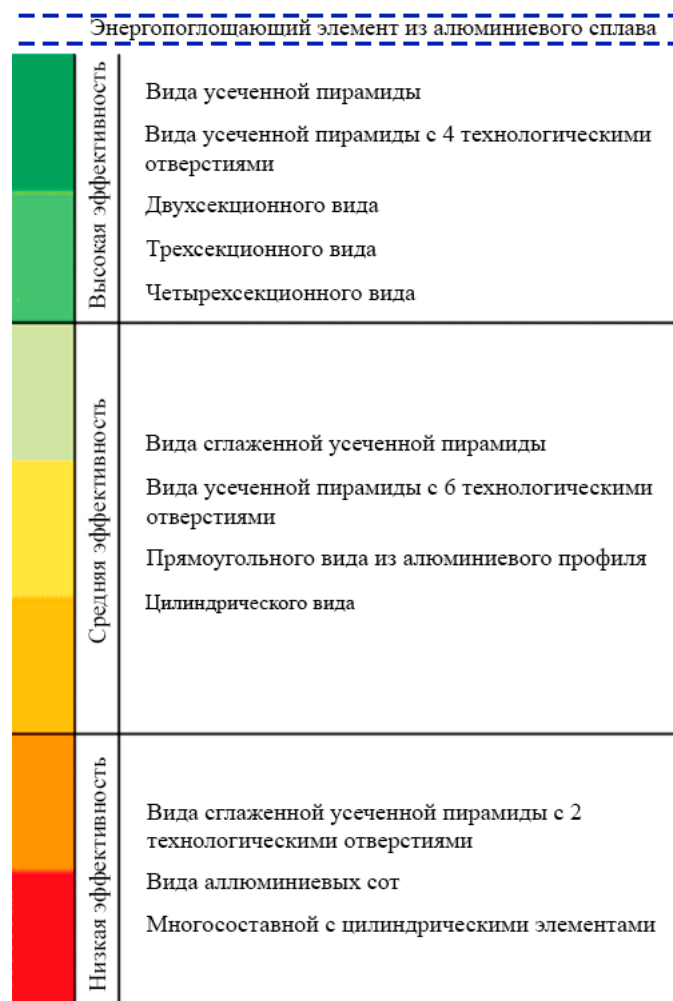 Энергопоглощающий элемент из алюминиевого сплава
Высокая эффективность
Вида усеченной пирамиды
Вида усеченной пирамиды с 4 технологическими
отверстиями
Двухсекционного вида
Трехсекционного вида
Четырехсекционного вида
Средняя эффективность
Вида сглаженной усеченной пирамиды
Вида усеченной пирамиды с 6 технологическими
отверстиями
Прямоугольного вида из алюминиевого профиля
Цилиндрического вида
Низкая эффективность
Вида сглаженной усеченной пирамиды с 2
технологическими отверстиями
Вида аллюминиевых сот
Многосоставной с цилиндрическими элементами